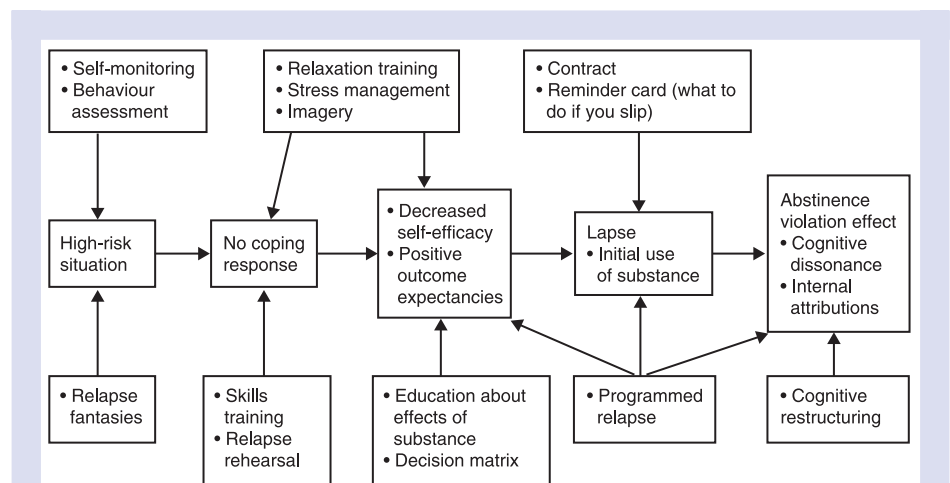 • Self-monitoring
• Behaviour
assessment
• Relaxation training
• Stress management
• Imagery
• Contract
• Reminder card (what to
do if you slip)
High-risk
situation
No coping
response
• Decreased
self-efficacy
• Positive
outcome
expectancies
Lapse
• Initial use
of substance
Abstinence
violation effect
• Cognitive
dissonance
• Internal
attributions
• Relapse
fantasies
• Skills
training
• Relapse
rehearsal
• Education about
effects of
substance
• Decision matrix
• Programmed
relapse
• Cognitive
restructuring